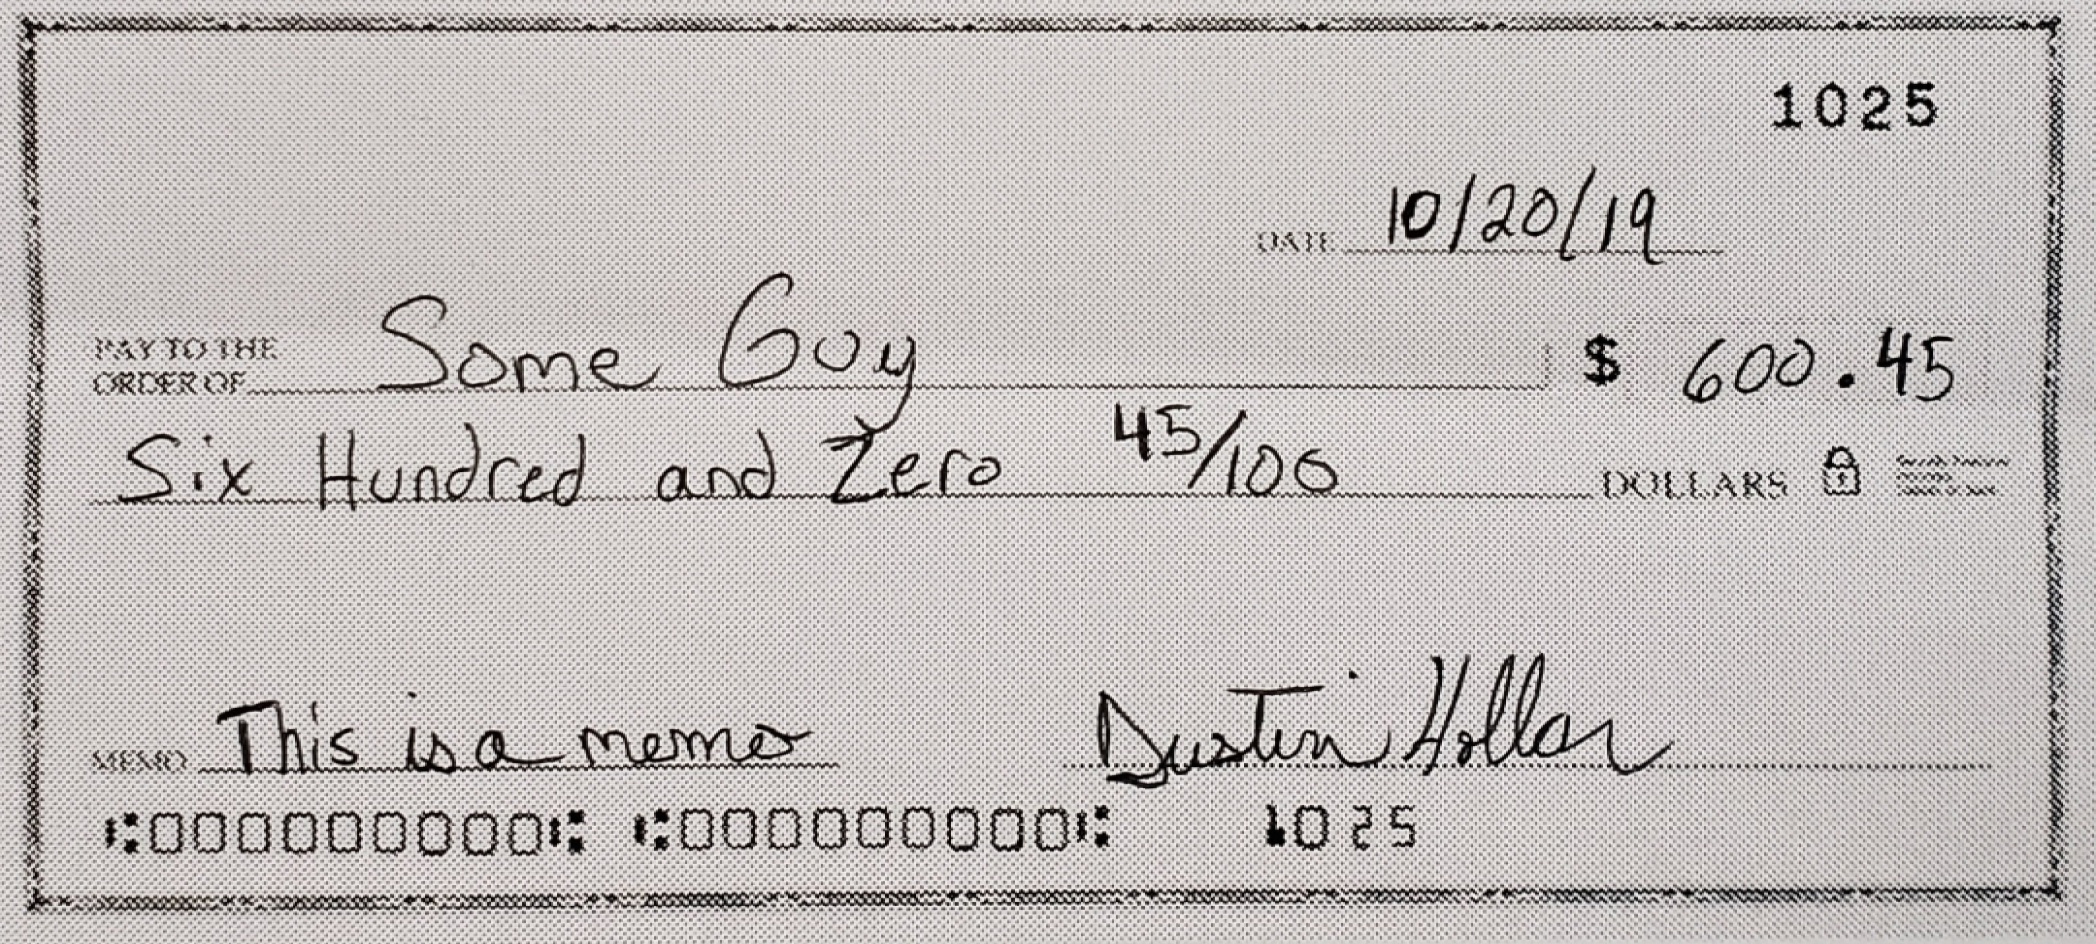 1025
DATE 10/20/19
PAY TO THE
ORDER OF Some Guy $ 600.45
Six Hundred and Zero 45/100 DOLLARS
MEMO This is a memo Dustin Hollar
⑆000000000⑆ ⑆000000000⑆ 1025